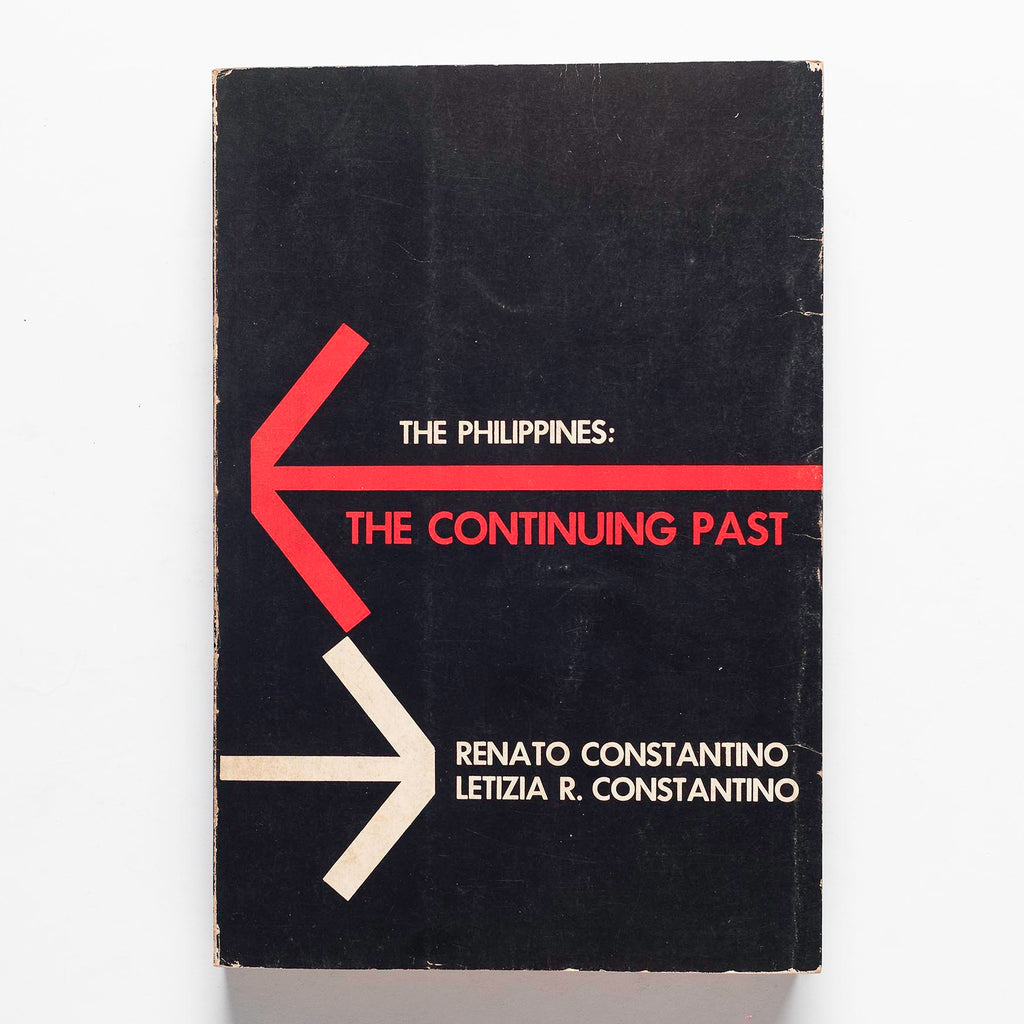 THE PHILIPPINES:
THE CONTINUING PAST
RENATO CONSTANTINO
LETIZIA R. CONSTANTINO